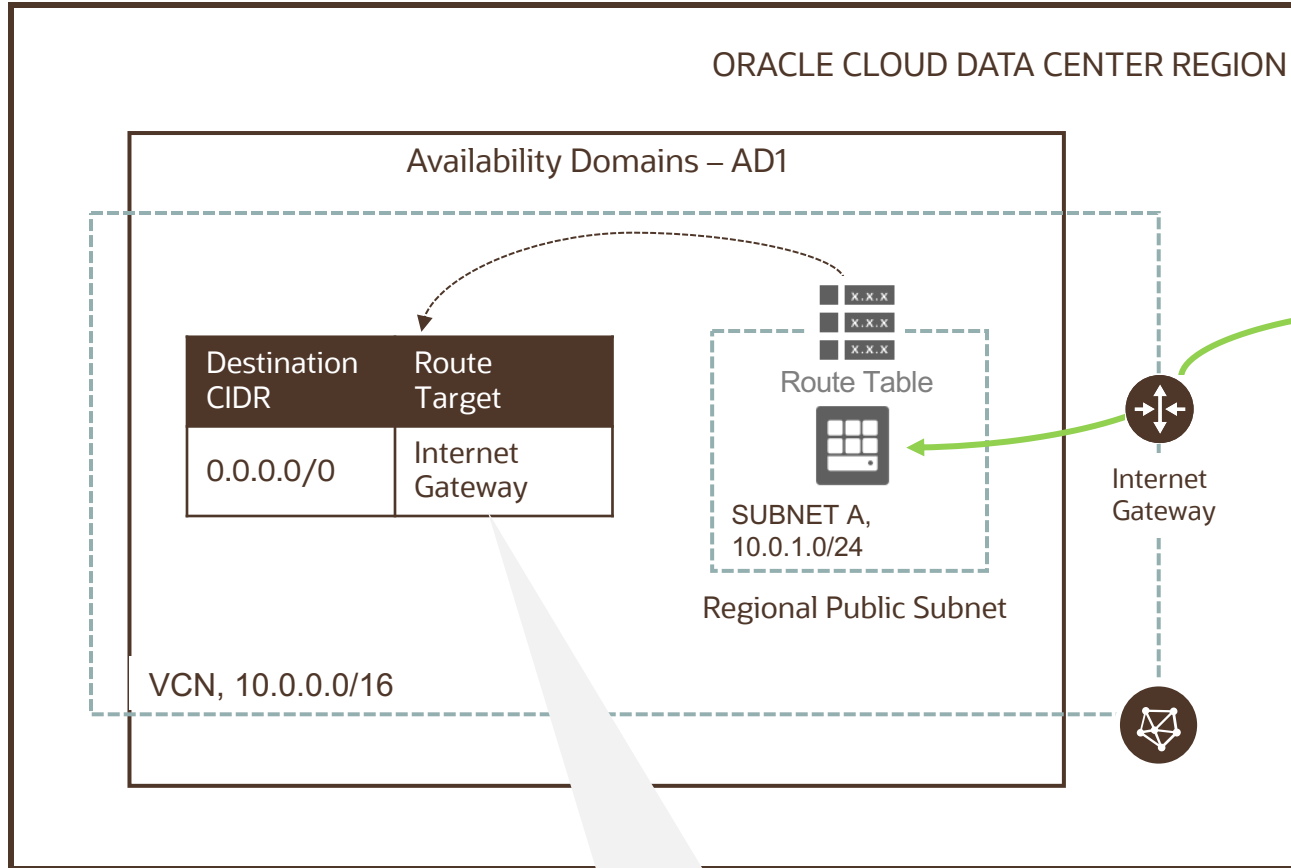 ORACLE CLOUD DATA CENTER REGION
Availability Domains – AD1
x.x.x
x.x.x
x.x.x
Route Table
Destination
CIDR
Route
Target
0.0.0.0/0
Internet
Gateway
SUBNET A,
10.0.1.0/24
Internet
Gateway
Regional Public Subnet
VCN, 10.0.0.0/16